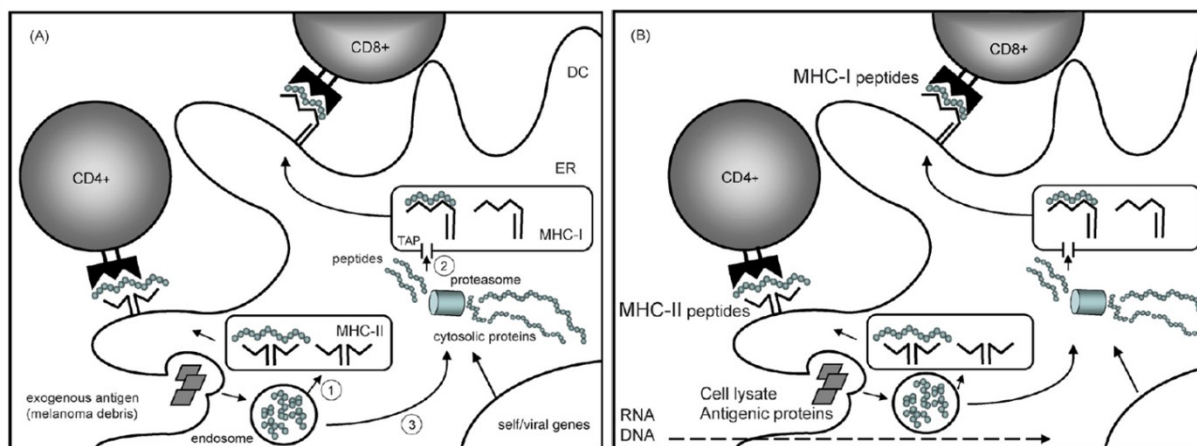 (A)
CD8+
DC
CD4+
ER
MHC-I
TAP
peptides
2
proteasome
MHC-II
cytosolic proteins
exogenous antigen
(melanoma debris)
1
endosome
3
self/viral genes
(B)
CD8+
MHC-I peptides
CD4+
MHC-II peptides
Cell lysate
Antigenic proteins
RNA
DNA